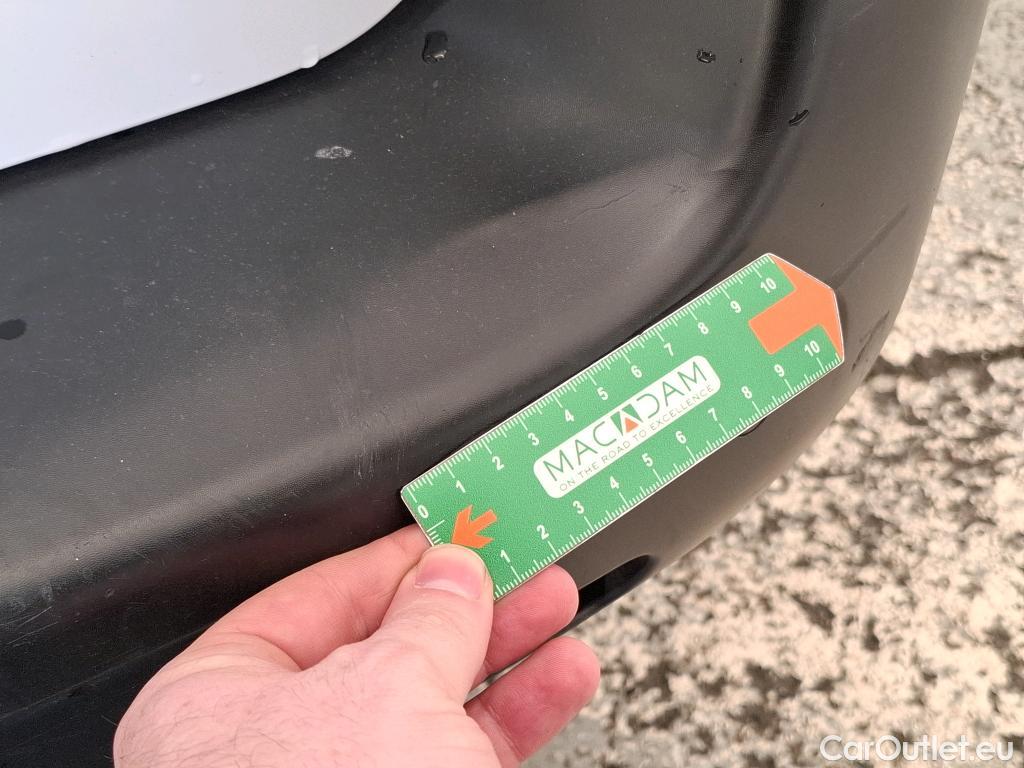 0 1 2 3 4 5 6 7 8 9 10
MACADAM
ON THE ROAD TO EXCELLENCE
1 2 3 4 5 6 7 8 9 10
CarOutlet.eu